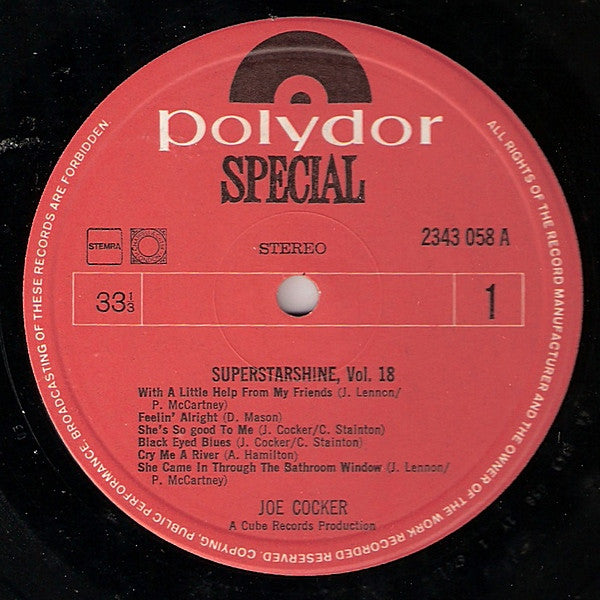 polydor
SPECIAL
STEMRA
STEREO
2343 058 A
33 1/3
1
SUPERSTARSHINE, Vol. 18
With A Little Help From My Friends (J. Lennon/
P. McCartney)
Feelin' Alright (D. Mason)
She's So good To Me (J. Cocker/C. Stainton)
Black Eyed Blues (J. Cocker/C. Stainton)
Cry Me A River (A. Hamilton)
She Came In Through The Bathroom Window (J. Lennon/
P. McCartney)
JOE COCKER
A Cube Records Production
ALL RIGHTS OF THE RECORD MANUFACTURER AND THE OWNER OF THE WORK RECORDED RESERVED. COPYING, PUBLIC PERFORMANCE, BROADCASTING OF THESE RECORDS ARE FORBIDDEN.